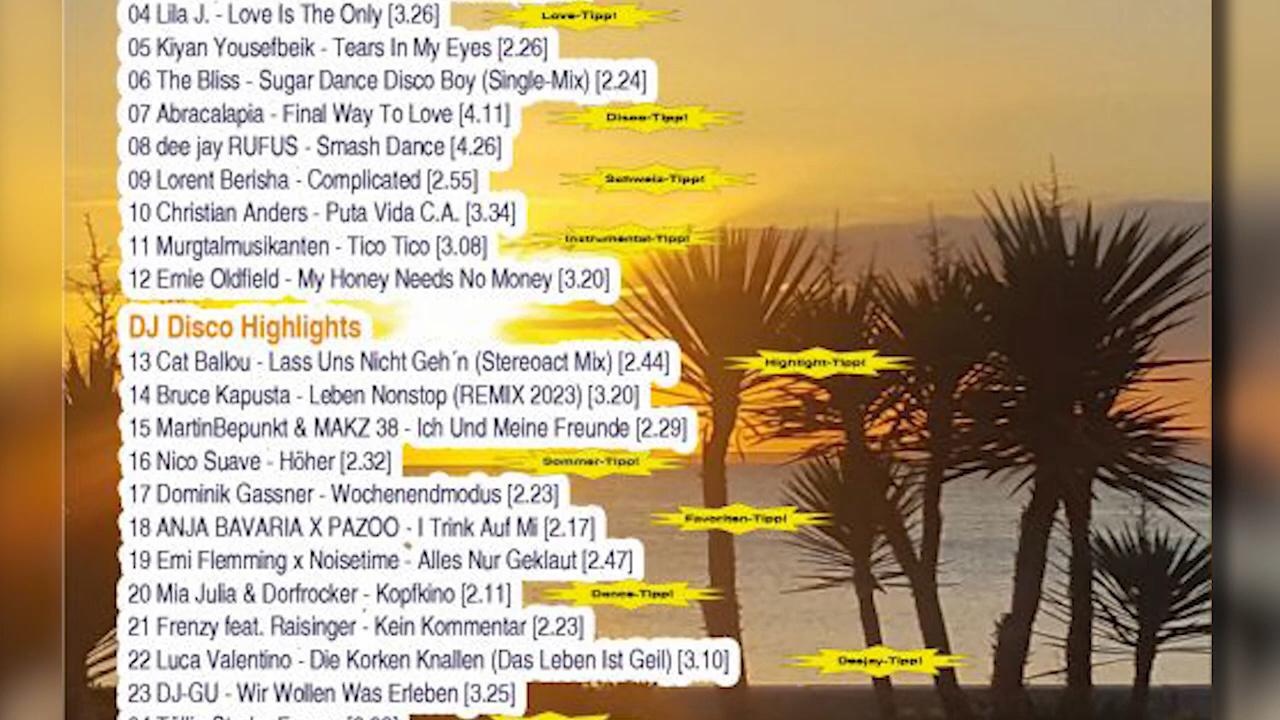 04 Lila J. - Love Is The Only [3.26] Love-Tipp!
05 Kiyan Yousefbeik - Tears In My Eyes [2.26]
06 The Bliss - Sugar Dance Disco Boy (Single-Mix) [2.24]
07 Abracalapia - Final Way To Love [4.11] Disco-Tipp!
08 dee jay RUFUS - Smash Dance [4.26]
09 Lorent Berisha - Complicated [2.55] Schweiz-Tipp!
10 Christian Anders - Puta Vida C.A. [3.34]
11 Murgtalmusikanten - Tico Tico [3.08] Instrumental-Tipp!
12 Ernie Oldfield - My Honey Needs No Money [3.20]
DJ Disco Highlights
13 Cat Ballou - Lass Uns Nicht Geh´n (Stereoact Mix) [2.44] Highlight-Tipp!
14 Bruce Kapusta - Leben Nonstop (REMIX 2023) [3.20]
15 MartinBepunkt & MAKZ 38 - Ich Und Meine Freunde [2.29]
16 Nico Suave - Höher [2.32] Sommer-Tipp!
17 Dominik Gassner - Wochenendmodus [2.23]
18 ANJA BAVARIA X PAZOO - I Trink Auf Mi [2.17] Favoriten-Tipp!
19 Emi Flemming x Noisetime - Alles Nur Geklaut [2.47]
20 Mia Julia & Dorfrocker - Kopfkino [2.11] Dance-Tipp!
21 Frenzy feat. Raisinger - Kein Kommentar [2.23]
22 Luca Valentino - Die Korken Knallen (Das Leben Ist Geil) [3.10] Deejay-Tipp!
23 DJ-GU - Wir Wollen Was Erleben [3.25]